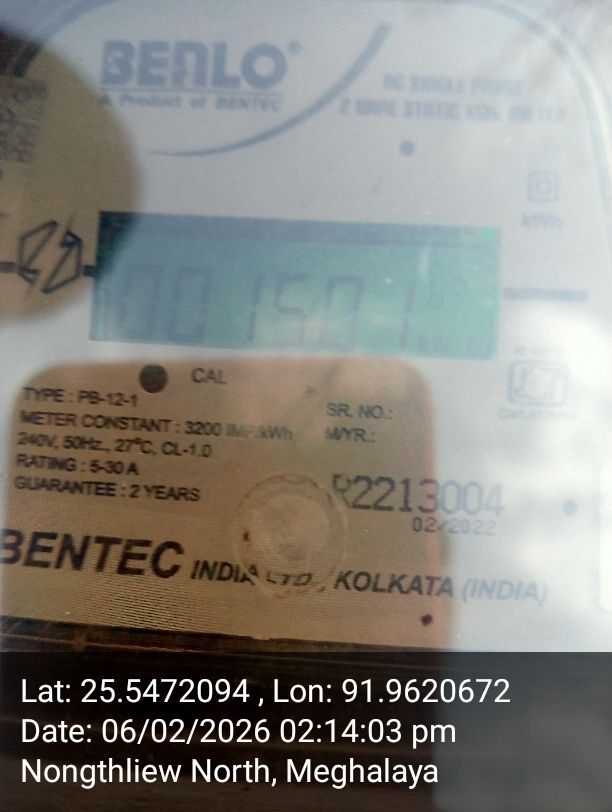 BENLO
A Product of BENTEC
AC SINGLE PHASE
2 WIRE STATIC kWh METER
kWh
001501
kW h
CAL
TYPE : PB-12-1
METER CONSTANT : 3200 IMP/kWh
240V, 50Hz., 27°C, CL-1.0
RATING : 5-30 A
GUARANTEE : 2 YEARS
SR. NO.:
M/YR.:
R2213004
02/2022
BENTEC INDIA LTD., KOLKATA (INDIA)
Lat: 25.5472094 , Lon: 91.9620672
Date: 06/02/2026 02:14:03 pm
Nongthliew North, Meghalaya